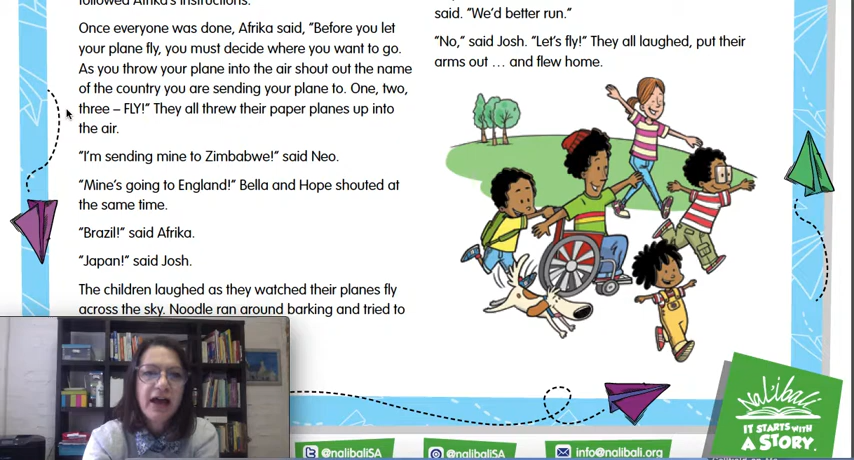 followed Afrika's instructions.
Once everyone was done, Afrika said, "Before you let
your plane fly, you must decide where you want to go.
As you throw your plane into the air shout out the name
of the country you are sending your plane to. One, two,
three – FLY!" They all threw their paper planes up into
the air.
"I'm sending mine to Zimbabwe!" said Neo.
"Mine's going to England!" Bella and Hope shouted at
the same time.
"Brazil!" said Afrika.
"Japan!" said Josh.
The children laughed as they watched their planes fly
across the sky. Noodle ran around barking and tried to
said. "We'd better run."
"No," said Josh. "Let's fly!" They all laughed, put their
arms out … and flew home.
Nal'ibali
IT STARTS WITH
A STORY.
@nalibaliSA
@nalibaliSA
info@nalibali.org